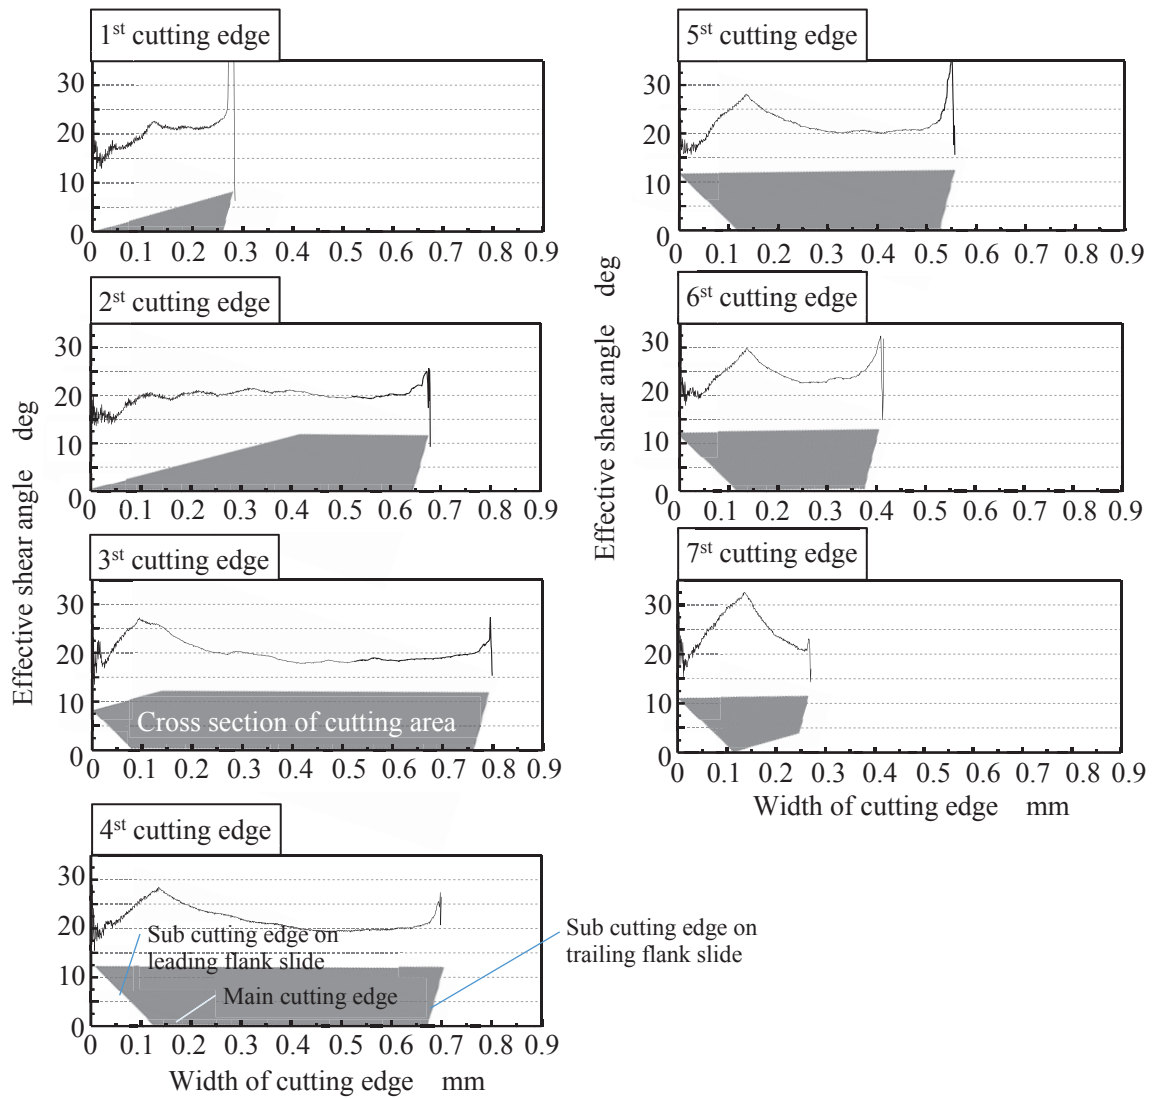 1st cutting edge
30
20
10
0
0 0.1 0.2 0.3 0.4 0.5 0.6 0.7 0.8 0.9
2st cutting edge
30
20
10
0
0 0.1 0.2 0.3 0.4 0.5 0.6 0.7 0.8 0.9
3st cutting edge
30
20
10
0
Cross section of cutting area
0 0.1 0.2 0.3 0.4 0.5 0.6 0.7 0.8 0.9
4st cutting edge
30
20
10
0
Sub cutting edge on
leading flank slide
Main cutting edge
Sub cutting edge on
trailing flank slide
0 0.1 0.2 0.3 0.4 0.5 0.6 0.7 0.8 0.9
Width of cutting edge mm
Effective shear angle deg
5st cutting edge
30
20
10
0
0 0.1 0.2 0.3 0.4 0.5 0.6 0.7 0.8 0.9
6st cutting edge
30
20
10
0
0 0.1 0.2 0.3 0.4 0.5 0.6 0.7 0.8 0.9
7st cutting edge
30
20
10
0
0 0.1 0.2 0.3 0.4 0.5 0.6 0.7 0.8 0.9
Width of cutting edge mm
Effective shear angle deg